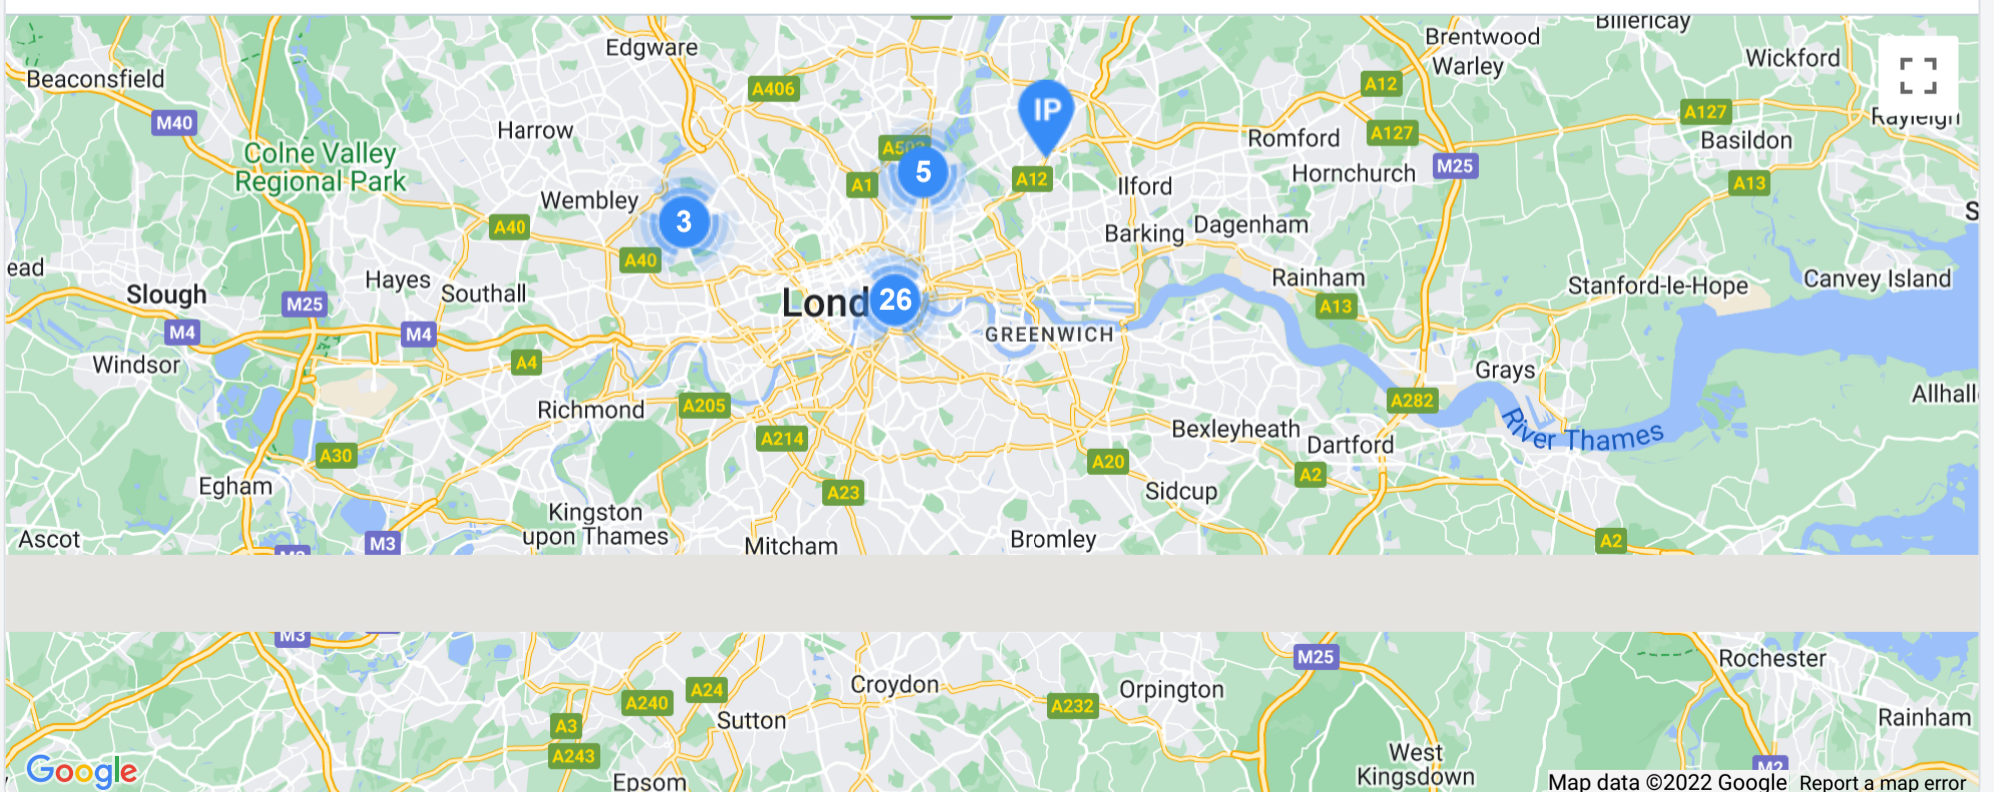 Billericay
Edgware
Brentwood
Warley
Wickford
Beaconsfield
A406
A12
IP
A127
M40
Harrow
Romford
A127
Rayleigh
Basildon
Colne Valley
Regional Park
A503
5
M25
Hornchurch
A1
A12
Ilford
A13
Wembley
3
S
A40
Barking
Dagenham
A40
ead
Hayes
Southall
Slough
M25
Lond
26
Rainham
A13
Stanford-le-Hope
Canvey Island
M4
M4
GREENWICH
Windsor
A4
Grays
Richmond
A205
A282
Allhall
A214
Bexleyheath
Dartford
River Thames
A30
A20
A2
Egham
A23
Sidcup
Kingston
upon Thames
Ascot
M3
M3
Mitcham
Bromley
A2
M3
M25
Rochester
Croydon
Orpington
A24
A240
A232
A3
Sutton
Rainham
A243
West
Kingsdown
M2
Google
Epsom
Map data ©2022 Google
Report a map error